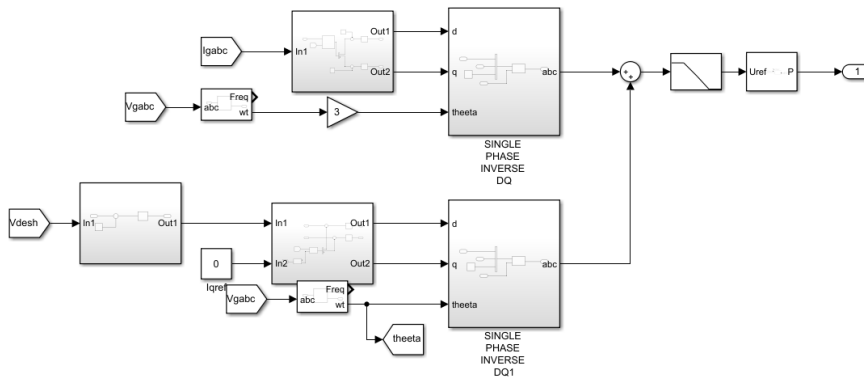 Igabc
In1
Out1
Out2
d
q
theeta
abc
Vgabc
abc
Freq
wt
3
SINGLE
PHASE
INVERSE
DQ
+
+
Uref
P
1
Vdesh
In1
Out1
In1
In2
Out1
Out2
0
Iqref
Vgabc
abc
Freq
wt
theeta
d
q
theeta
abc
SINGLE
PHASE
INVERSE
DQ1